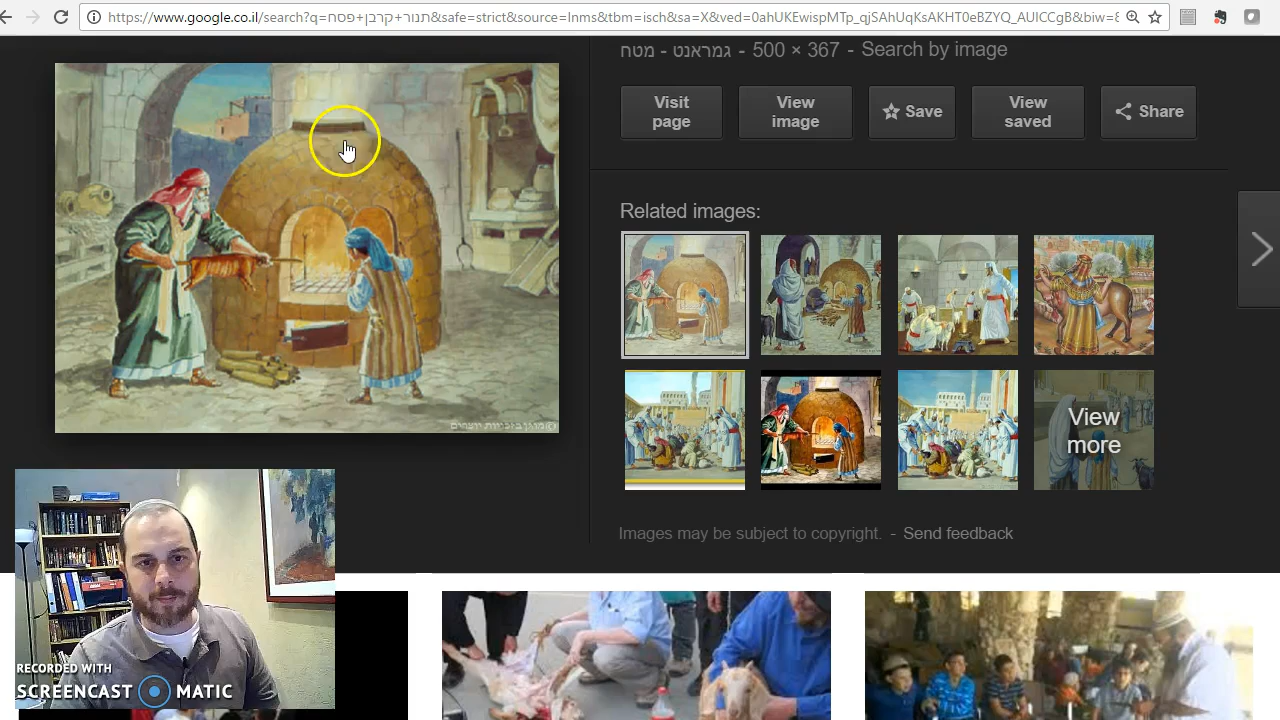 https://www.google.co.il/search?q=תנור+קרבן+פסח&safe=strict&source=lnms&tbm=isch&sa=X&ved=0ahUKEwispMTp_qjSAhUqKsAKHT0eBZYQ_AUICCgB&biw=
גמראנט - מטח - 500 × 367 - Search by image
Visit page
View image
Save
View saved
Share
Related images:
View more
Images may be subject to copyright. - Send feedback
RECORDED WITH
SCREENCAST MATIC